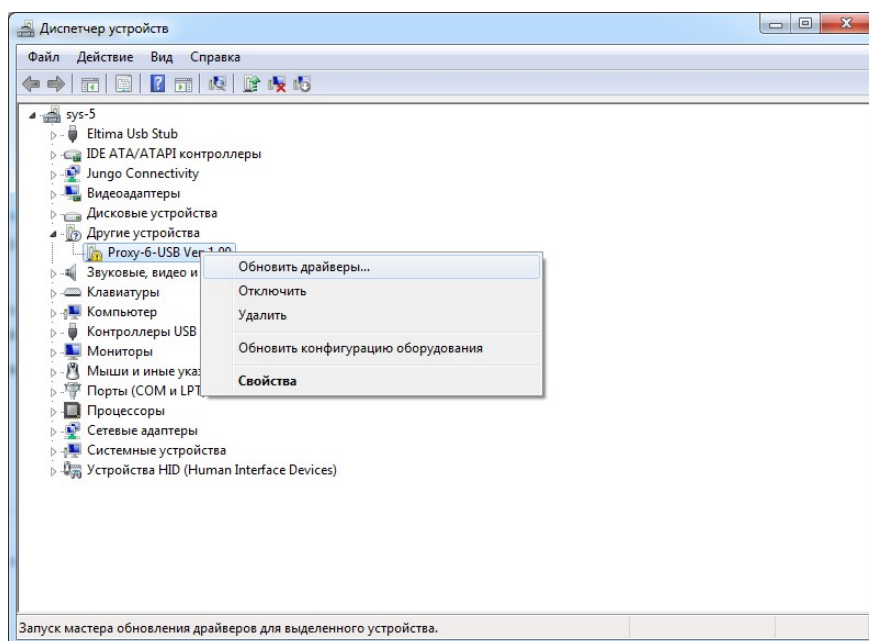 Диспетчер устройств
Файл Действие Вид Справка
sys-5
Eltima Usb Stub
IDE ATA/ATAPI контроллеры
Jungo Connectivity
Видеоадаптеры
Дисковые устройства
Другие устройства
Proxy-6-USB Ver 1.00
Звуковые, видео и
Клавиатуры
Компьютер
Контроллеры USB
Мониторы
Мыши и иные ука
Порты (COM и LPT)
Процессоры
Сетевые адаптеры
Системные устройства
Устройства HID (Human Interface Devices)
Обновить драйверы...
Отключить
Удалить
Обновить конфигурацию оборудования
Свойства
Запуск мастера обновления драйверов для выделенного устройства.